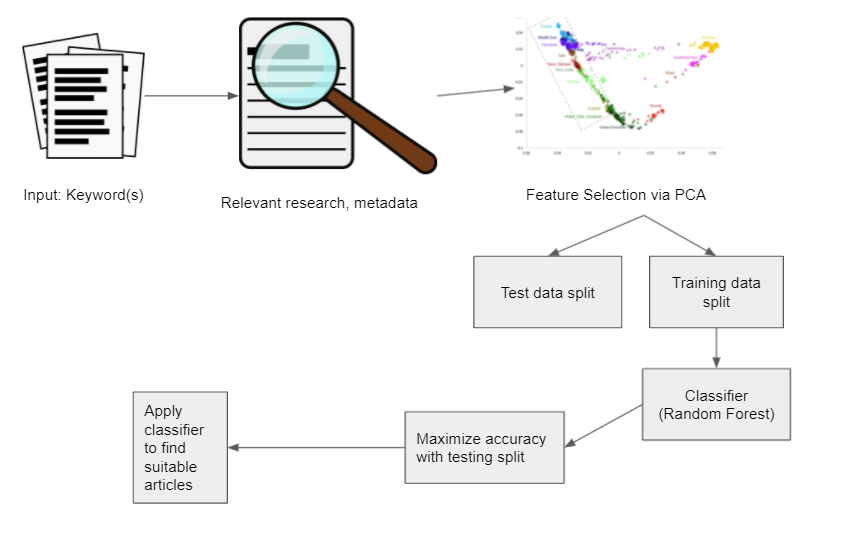 Input: Keyword(s)
Relevant research, metadata
Feature Selection via PCA
Test data split
Training data
split
Classifier
(Random Forest)
Maximize accuracy
with testing split
Apply
classifier
to find
suitable
articles